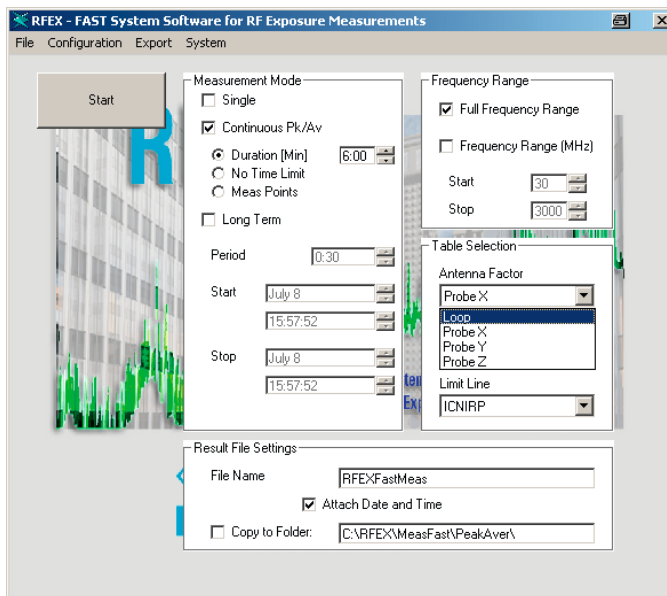 RFEX - FAST System Software for RF Exposure Measurements
File Configuration Export System
Start
Measurement Mode
Single
Continuous Pk/Av
Duration [Min] 6:00
No Time Limit
Meas Points
Long Term
Period 0:30
Start July 8
15:57:52
Stop July 8
15:57:52
Frequency Range
Full Frequency Range
Frequency Range (MHz)
Start 30
Stop 3000
Table Selection
Antenna Factor
Probe X
Loop
Probe X
Probe Y
Probe Z
Limit Line
ICNIRP
Result File Settings
File Name RFEXFastMeas
Attach Date and Time
Copy to Folder: C:\RFEX\MeasFast\PeakAver\
R